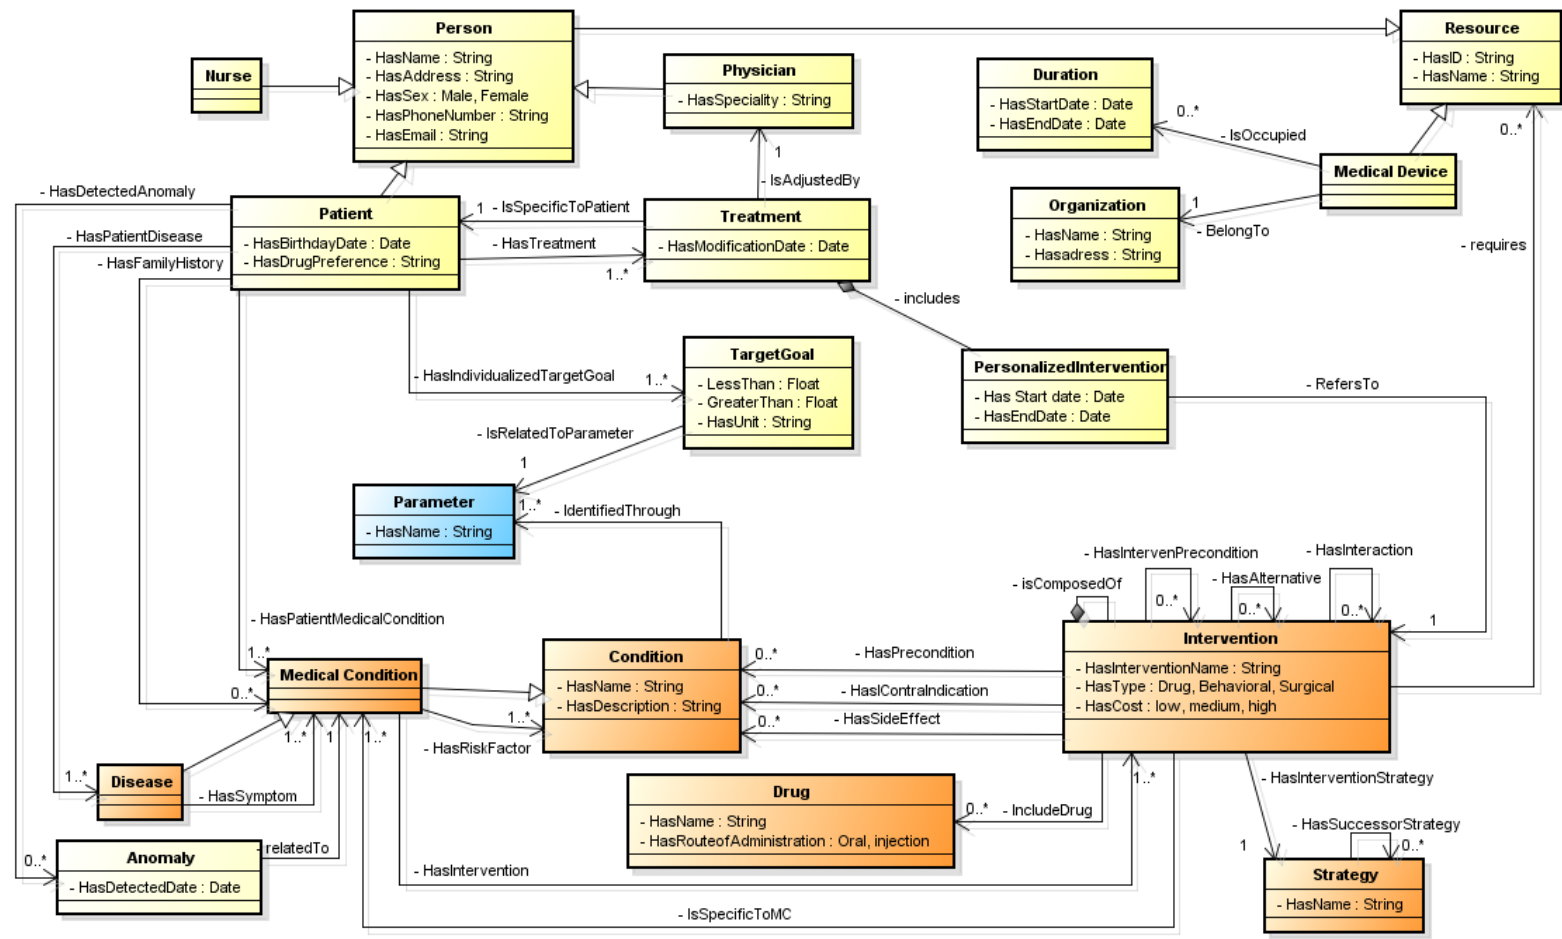 Person
- HasName : String
- HasAddress : String
- HasSex : Male, Female
- HasPhoneNumber : String
- HasEmail : String
Resource
- HasID : String
- HasName : String
Nurse
Physician
- HasSpeciality : String
Duration
- HasStartDate : Date
- HasEndDate : Date
0..*
- IsOccupied
0..*
Medical Device
1
- IsAdjustedBy
- HasDetectedAnomaly
Patient
- HasBirthdayDate : Date
- HasDrugPreference : String
1
- IsSpecificToPatient
- HasTreatment
1..*
Treatment
- HasModificationDate : Date
Organization
- HasName : String
- Hasadress : String
1
- BelongTo
- requires
- HasPatientDisease
- HasFamilyHistory
- includes
TargetGoal
- LessThan : Float
- GreaterThan : Float
- HasUnit : String
- HasIndividualizedTargetGoal
1..*
PersonalizedIntervention
- Has Start date : Date
- HasEndDate : Date
- RefersTo
- IsRelatedToParameter
1
Parameter
- HasName : String
1..*
- IdentifiedThrough
- HasIntervenPrecondition
- HasInteraction
- isComposedOf
- HasAlternative
0..*
0..*
0..*
1
- HasPatientMedicalCondition
1..*
0..*
Medical Condition
Condition
- HasName : String
- HasDescription : String
0..*
- HasPrecondition
0..*
- HasIContraIndication
0..*
- HasSideEffect
Intervention
- HasInterventionName : String
- HasType : Drug, Behavioral, Surgical
- HasCost : low, medium, high
1..*
1
1..*
1..*
- HasRiskFactor
1..*
Disease
- HasSymptom
1..*
- HasInterventionStrategy
Drug
- HasName : String
- HasRouteofAdministration : Oral, injection
0..*
- IncludeDrug
- HasSuccessorStrategy
0..*
1
Anomaly
- HasDetectedDate : Date
0..*
- relatedTo
- HasIntervention
Strategy
- HasName : String
- IsSpecificToMC